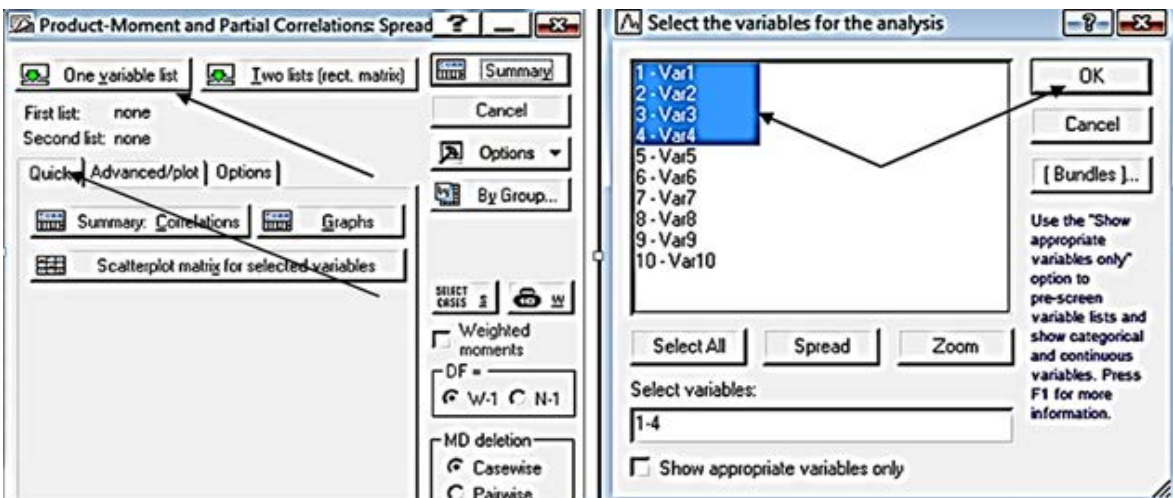 Product-Moment and Partial Correlations: Spread
One variable list
Two lists (rect. matrix)
First list: none
Second list: none
Quick
Advanced/plot
Options
Summary: Correlations
Graphs
Scatterplot matrix for selected variables
Summary
Cancel
Options
By Group...
SELECT
CASES S
W
Weighted
moments
DF =
W-1 N-1
MD deletion
Casewise
Pairwise
Select the variables for the analysis
1 - Var1
2 - Var2
3 - Var3
4 - Var4
5 - Var5
6 - Var6
7 - Var7
8 - Var8
9 - Var9
10 - Var10
OK
Cancel
[ Bundles ]...
Use the "Show
appropriate
variables only"
option to
pre-screen
variable lists and
show categorical
and continuous
variables. Press
F1 for more
information.
Select All
Spread
Zoom
Select variables:
1-4
Show appropriate variables only